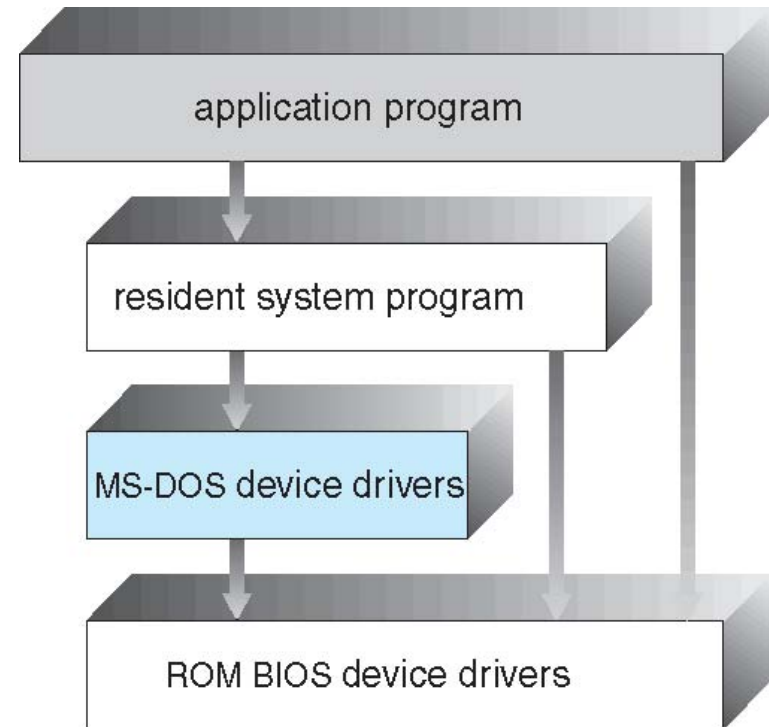 application program
resident system program
MS-DOS device drivers
ROM BIOS device drivers